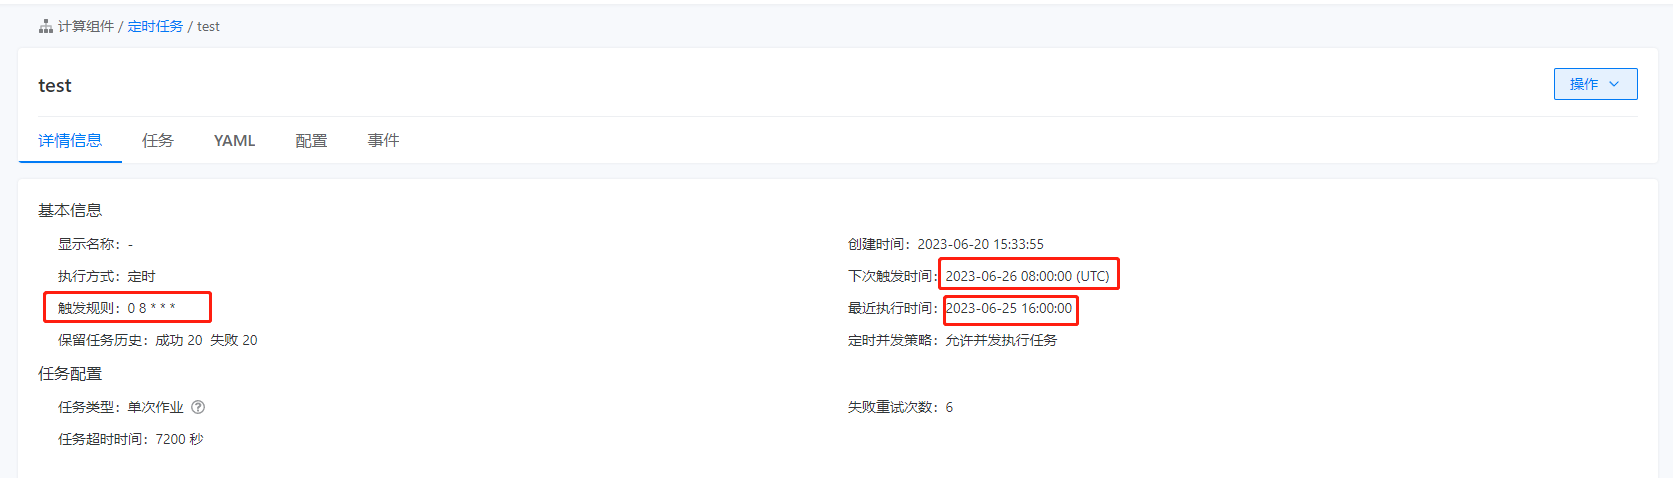 计算组件 / 定时任务 / test
test
操作
详情信息 任务 YAML 配置 事件
基本信息
显示名称：- 创建时间：2023-06-20 15:33:55
执行方式：定时 下次触发时间：2023-06-26 08:00:00 (UTC)
触发规则：0 8 * * * 最近执行时间：2023-06-25 16:00:00
保留任务历史：成功 20 失败 20 定时并发策略：允许并发执行任务
任务配置
任务类型：单次作业 失败重试次数：6
任务超时时间：7200 秒